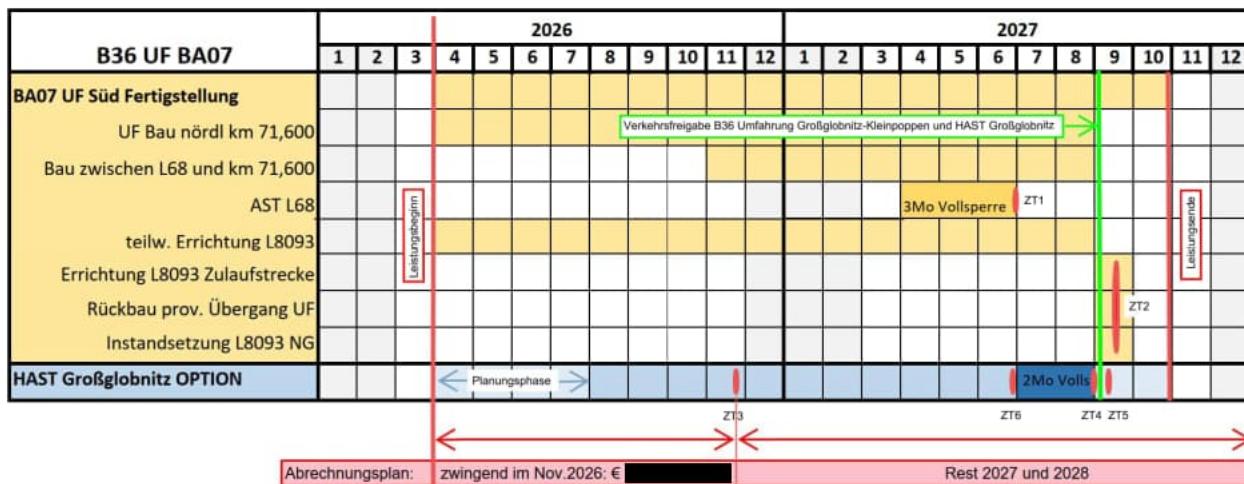 2026 2027
B36 UF BA07 1 2 3 4 5 6 7 8 9 10 11 12 1 2 3 4 5 6 7 8 9 10 11 12
BA07 UF Süd Fertigstellung
UF Bau nördl km 71,600 Verkehrsfreigabe B36 Umfahrung Großglobnitz-Kleinpoppen und HAST Großglobnitz
Bau zwischen L68 und km 71,600
AST L68 3Mo Vollsperre ZT1
Leistungsbeginn
Leislungsende
teilw. Errichtung L8093
Errichtung L8093 Zulaufstrecke
Rückbau prov. Übergang UF ZT2
Instandsetzung L8093 NG
HAST Großglobnitz OPTION Planungsphase 2Mo Volls
ZT3 ZT6 ZT4 ZT5
Abrechnungsplan: zwingend im Nov.2026: € Rest 2027 und 2028